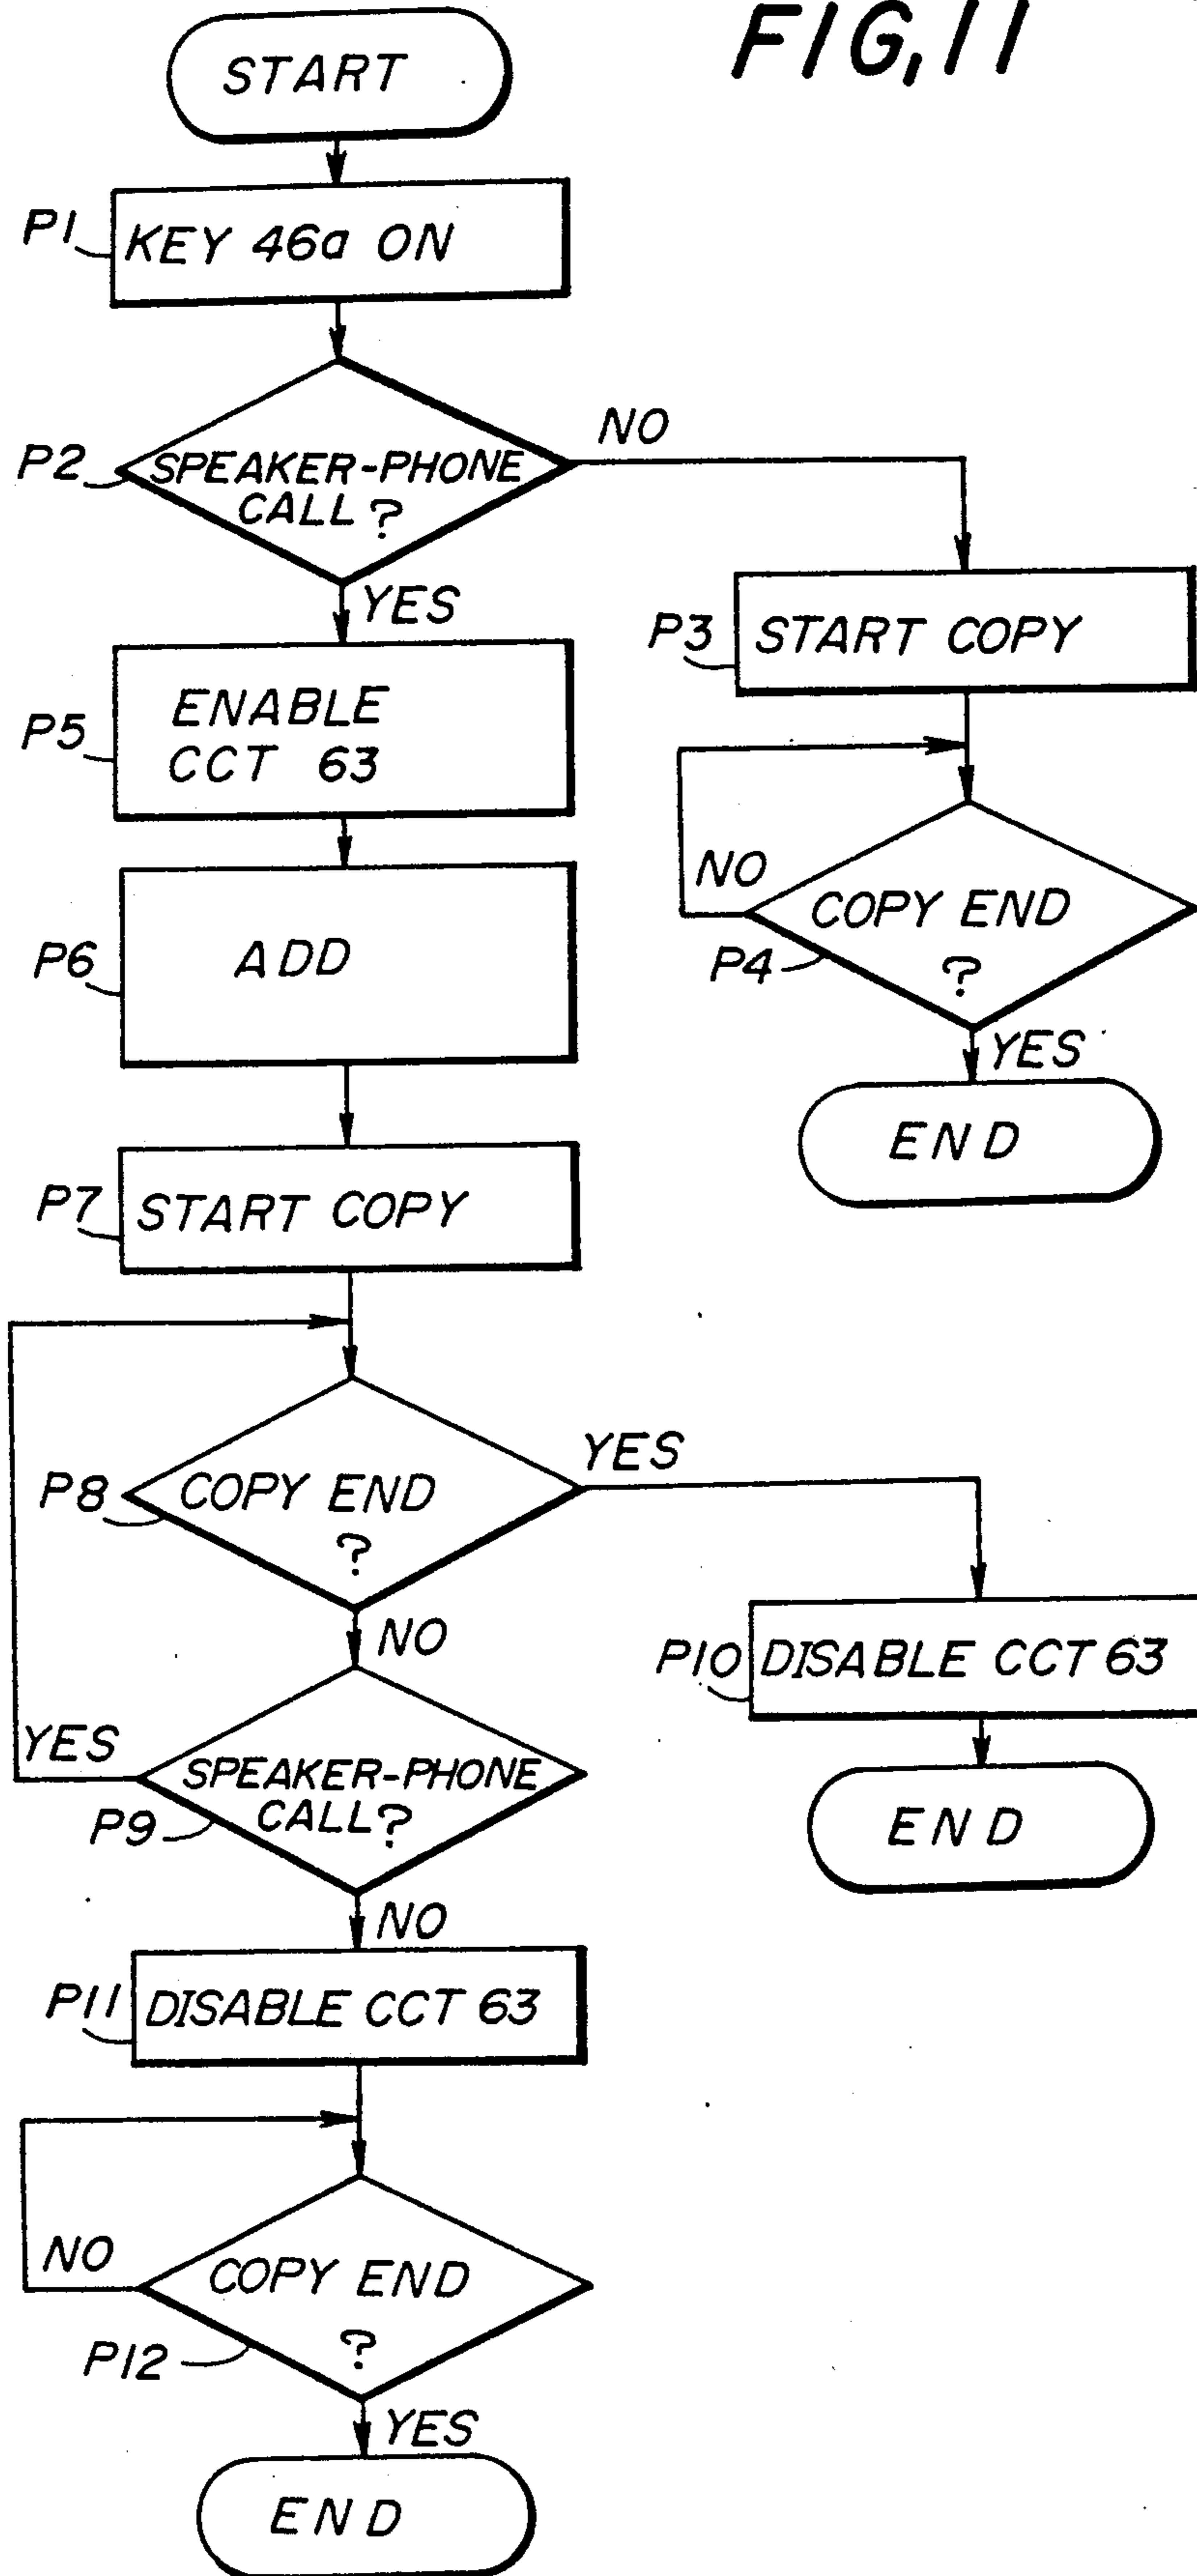 FIG. 11
START
P1
KEY 46a ON
P2
SPEAKER-PHONE
CALL?
NO
YES
P3
START COPY
P5
ENABLE
CCT 63
NO
COPY END
?
P4
YES
END
P6
ADD
P7
START COPY
P8
COPY END
?
YES
NO
P10
DISABLE CCT 63
END
YES
SPEAKER-PHONE
CALL?
P9
NO
P11
DISABLE CCT 63
NO
COPY END
?
P12
YES
END